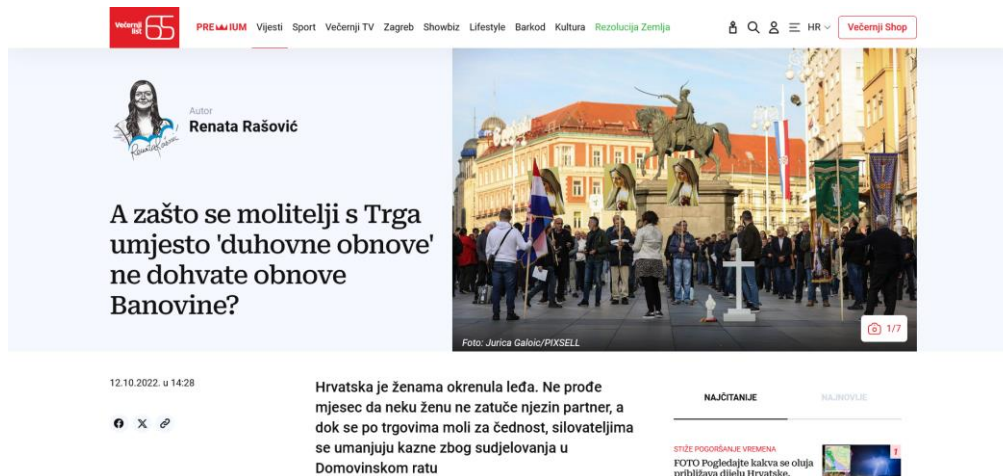 Večernji list 65
PREMIUM Vijesti Sport Večernji TV Zagreb Showbiz Lifestyle Barkod Kultura Rezolucija Zemlja HR Večernji Shop
Autor
Renata Rašović
A zašto se molitelji s Trga
umjesto 'duhovne obnove'
ne dohvate obnove
Banovine?
Foto: Jurica Galoic/PIXSELL
1/7
12.10.2022. u 14:28
Hrvatska je ženama okrenula leđa. Ne prođe
mjesec da neku ženu ne zatuče njezin partner, a
dok se po trgovima moli za čednost, silovateljima
se umanjuju kazne zbog sudjelovanja u
Domovinskom ratu
NAJČITANIJE NAJNOVIJE
STIŽE POGORŠANJE VREMENA
FOTO Pogledajte kakva se oluja
približava dijelu Hrvatske.
1